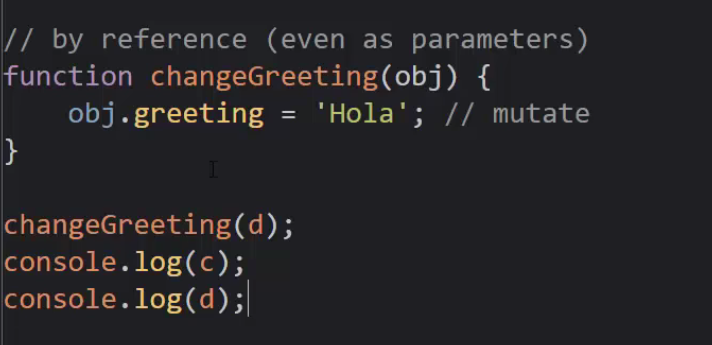 // by reference (even as parameters)
function changeGreeting(obj) {
    obj.greeting = 'Hola'; // mutate
}

changeGreeting(d);
console.log(c);
console.log(d);